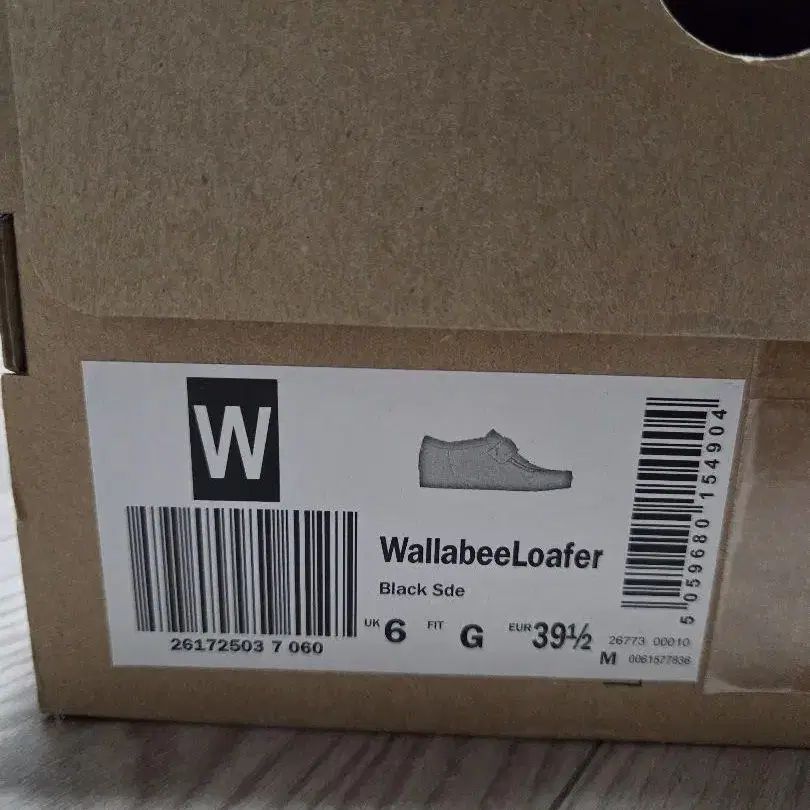 W
26172503 7 060
WallabeeLoafer
Black Sde
UK 6 FIT G EUR 39½
26773 00010
M 0061577836
5 059680 154904